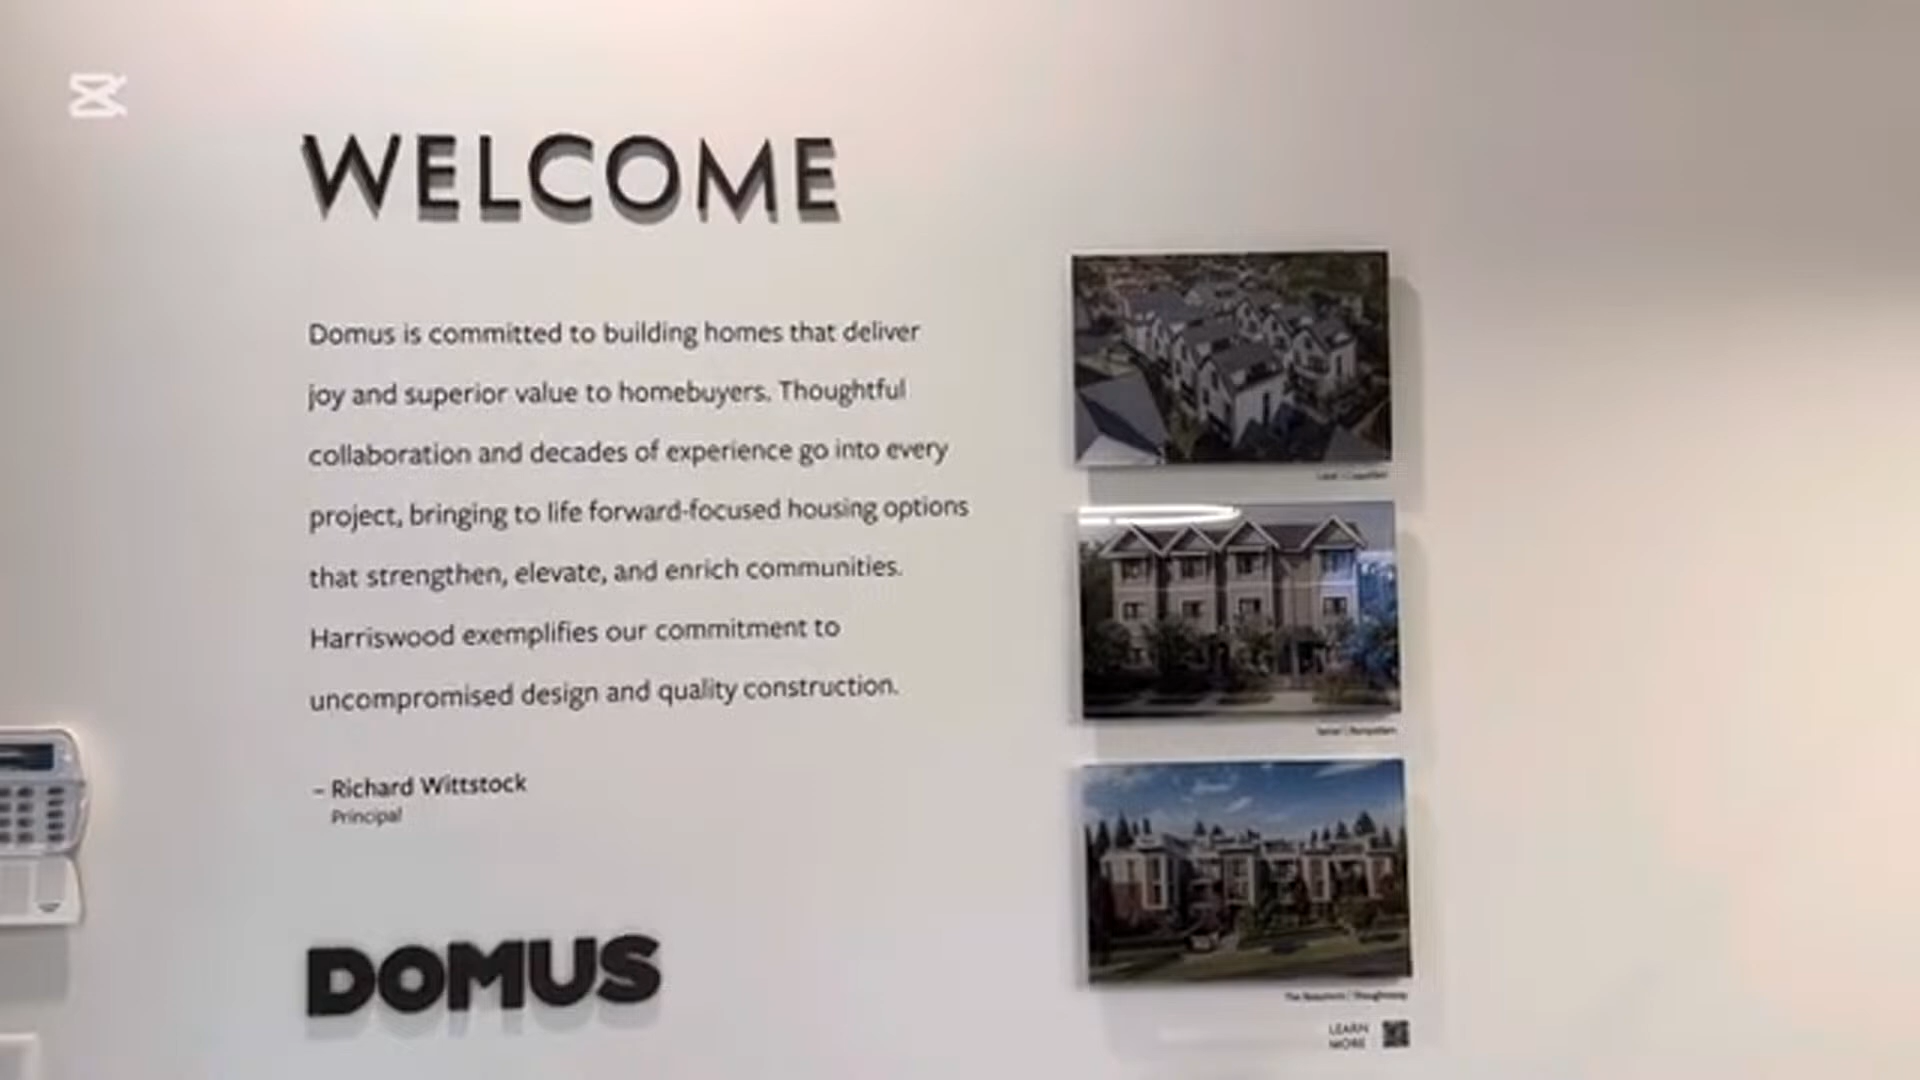 WELCOME
Domus is committed to building homes that deliver
joy and superior value to homebuyers. Thoughtful
collaboration and decades of experience go into every
project, bringing to life forward-focused housing options
that strengthen, elevate, and enrich communities.
Harriswood exemplifies our commitment to
uncompromised design and quality construction.
– Richard Wittstock
Principal
DOMUS
LEARN
MORE